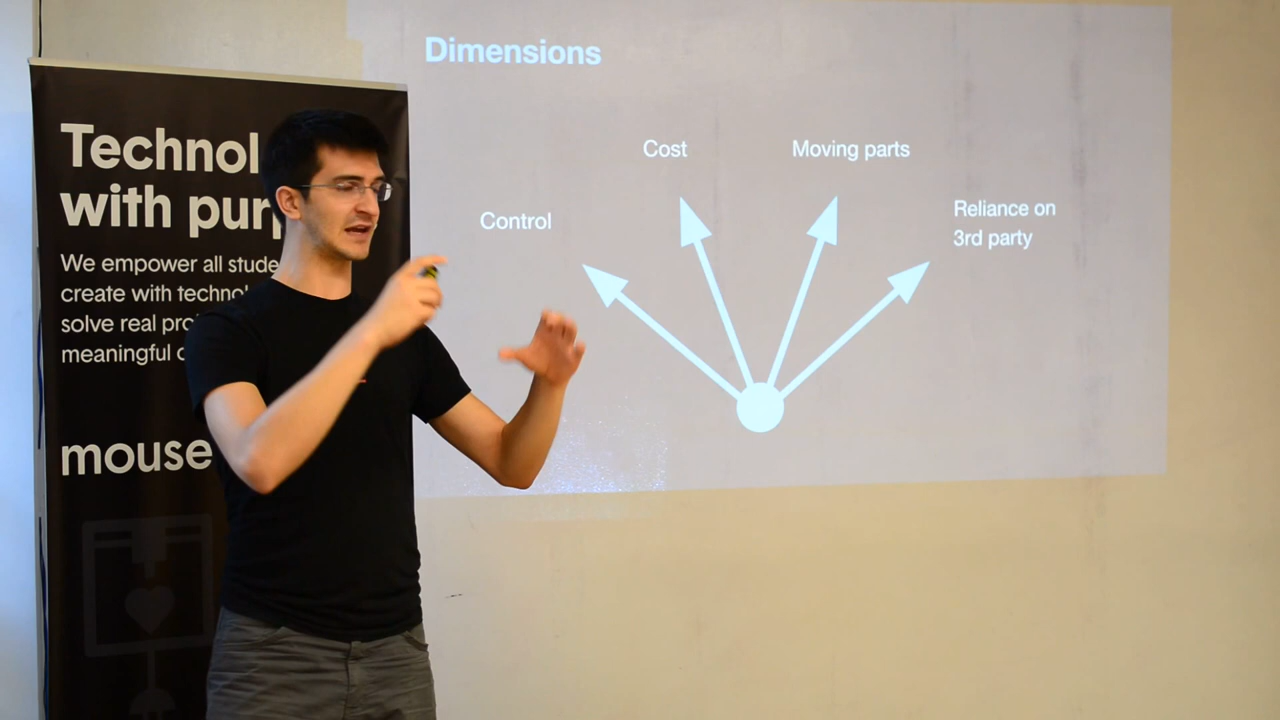 Technol
with pur
We empower all stude
create with technol
solve real pro
meaningful c
mouse
Dimensions
Control
Cost
Moving parts
Reliance on
3rd party